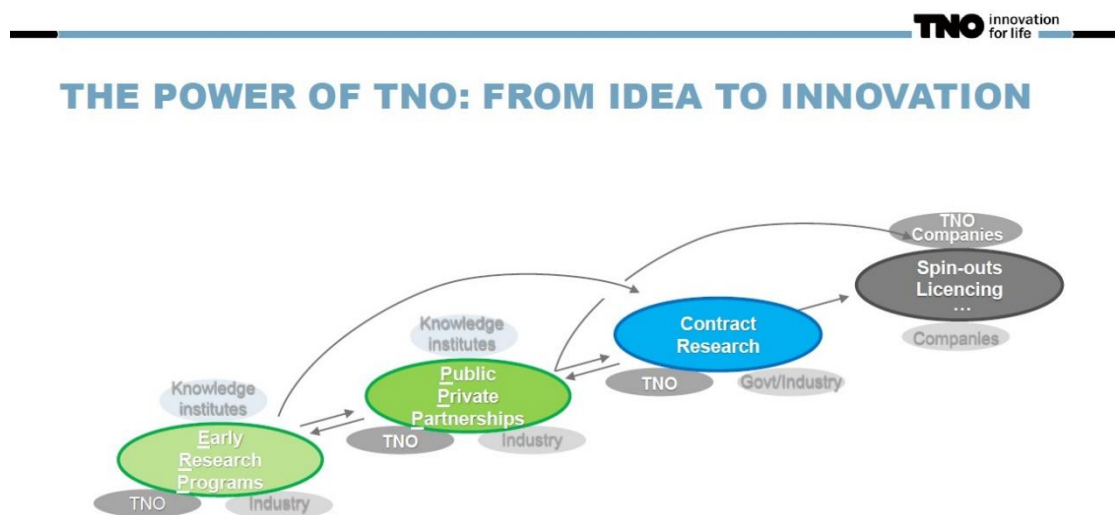 TNO innovation
for life
THE POWER OF TNO: FROM IDEA TO INNOVATION
TNO
Companies
Spin-outs
Licencing
...
Companies
Contract
Research
TNO
Govt/Industry
Knowledge
institutes
Public
Private
Partnerships
TNO
Industry
Knowledge
institutes
Early
Research
Programs
TNO
Industry